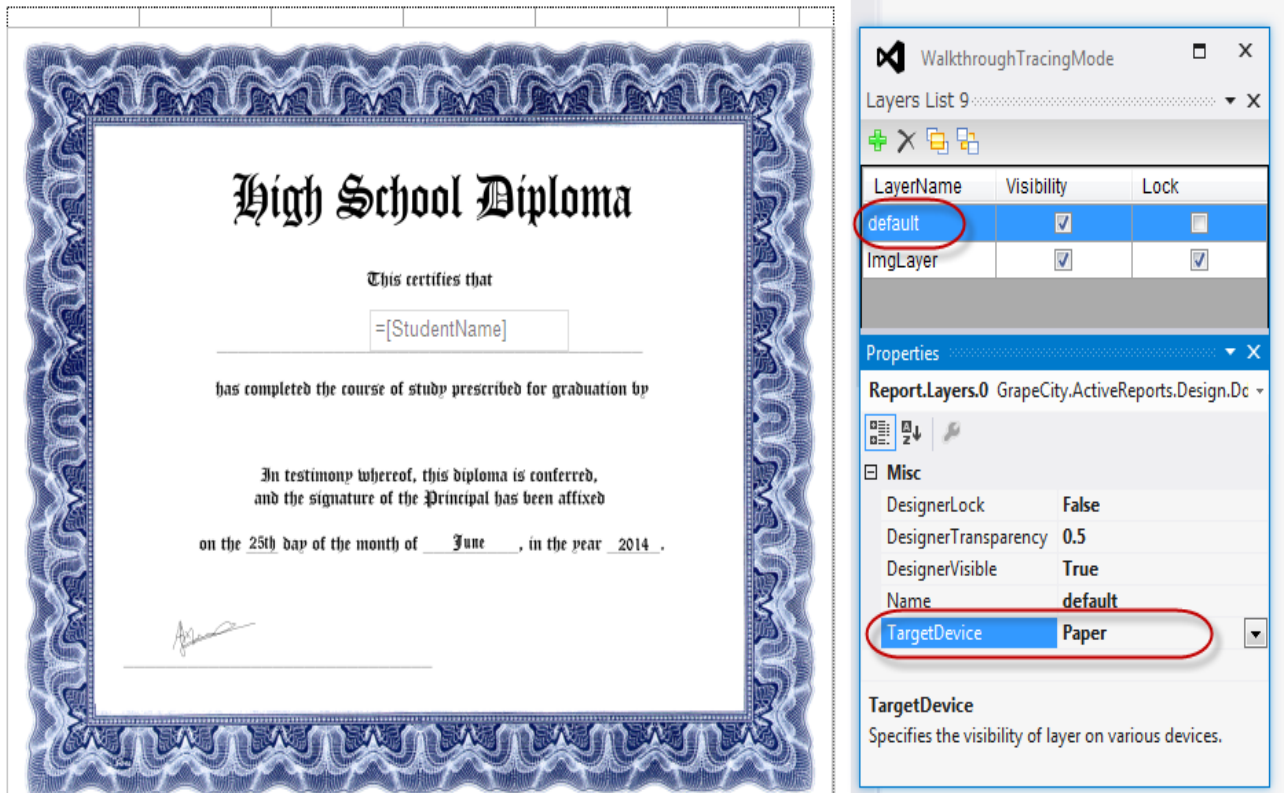 High School Diploma
This certifies that
=[StudentName]
has completed the course of study prescribed for graduation by
In testimony whereof, this diploma is conferred,
and the signature of the Principal has been affixed
on the 25th day of the month of June , in the year 2014 .
WalkthroughTracingMode
Layers List 9
LayerName Visibility Lock
default
ImgLayer
Properties
Report.Layers.0 GrapeCity.ActiveReports.Design.Dc
Misc
DesignerLock False
DesignerTransparency 0.5
DesignerVisible True
Name default
TargetDevice Paper
TargetDevice
Specifies the visibility of layer on various devices.